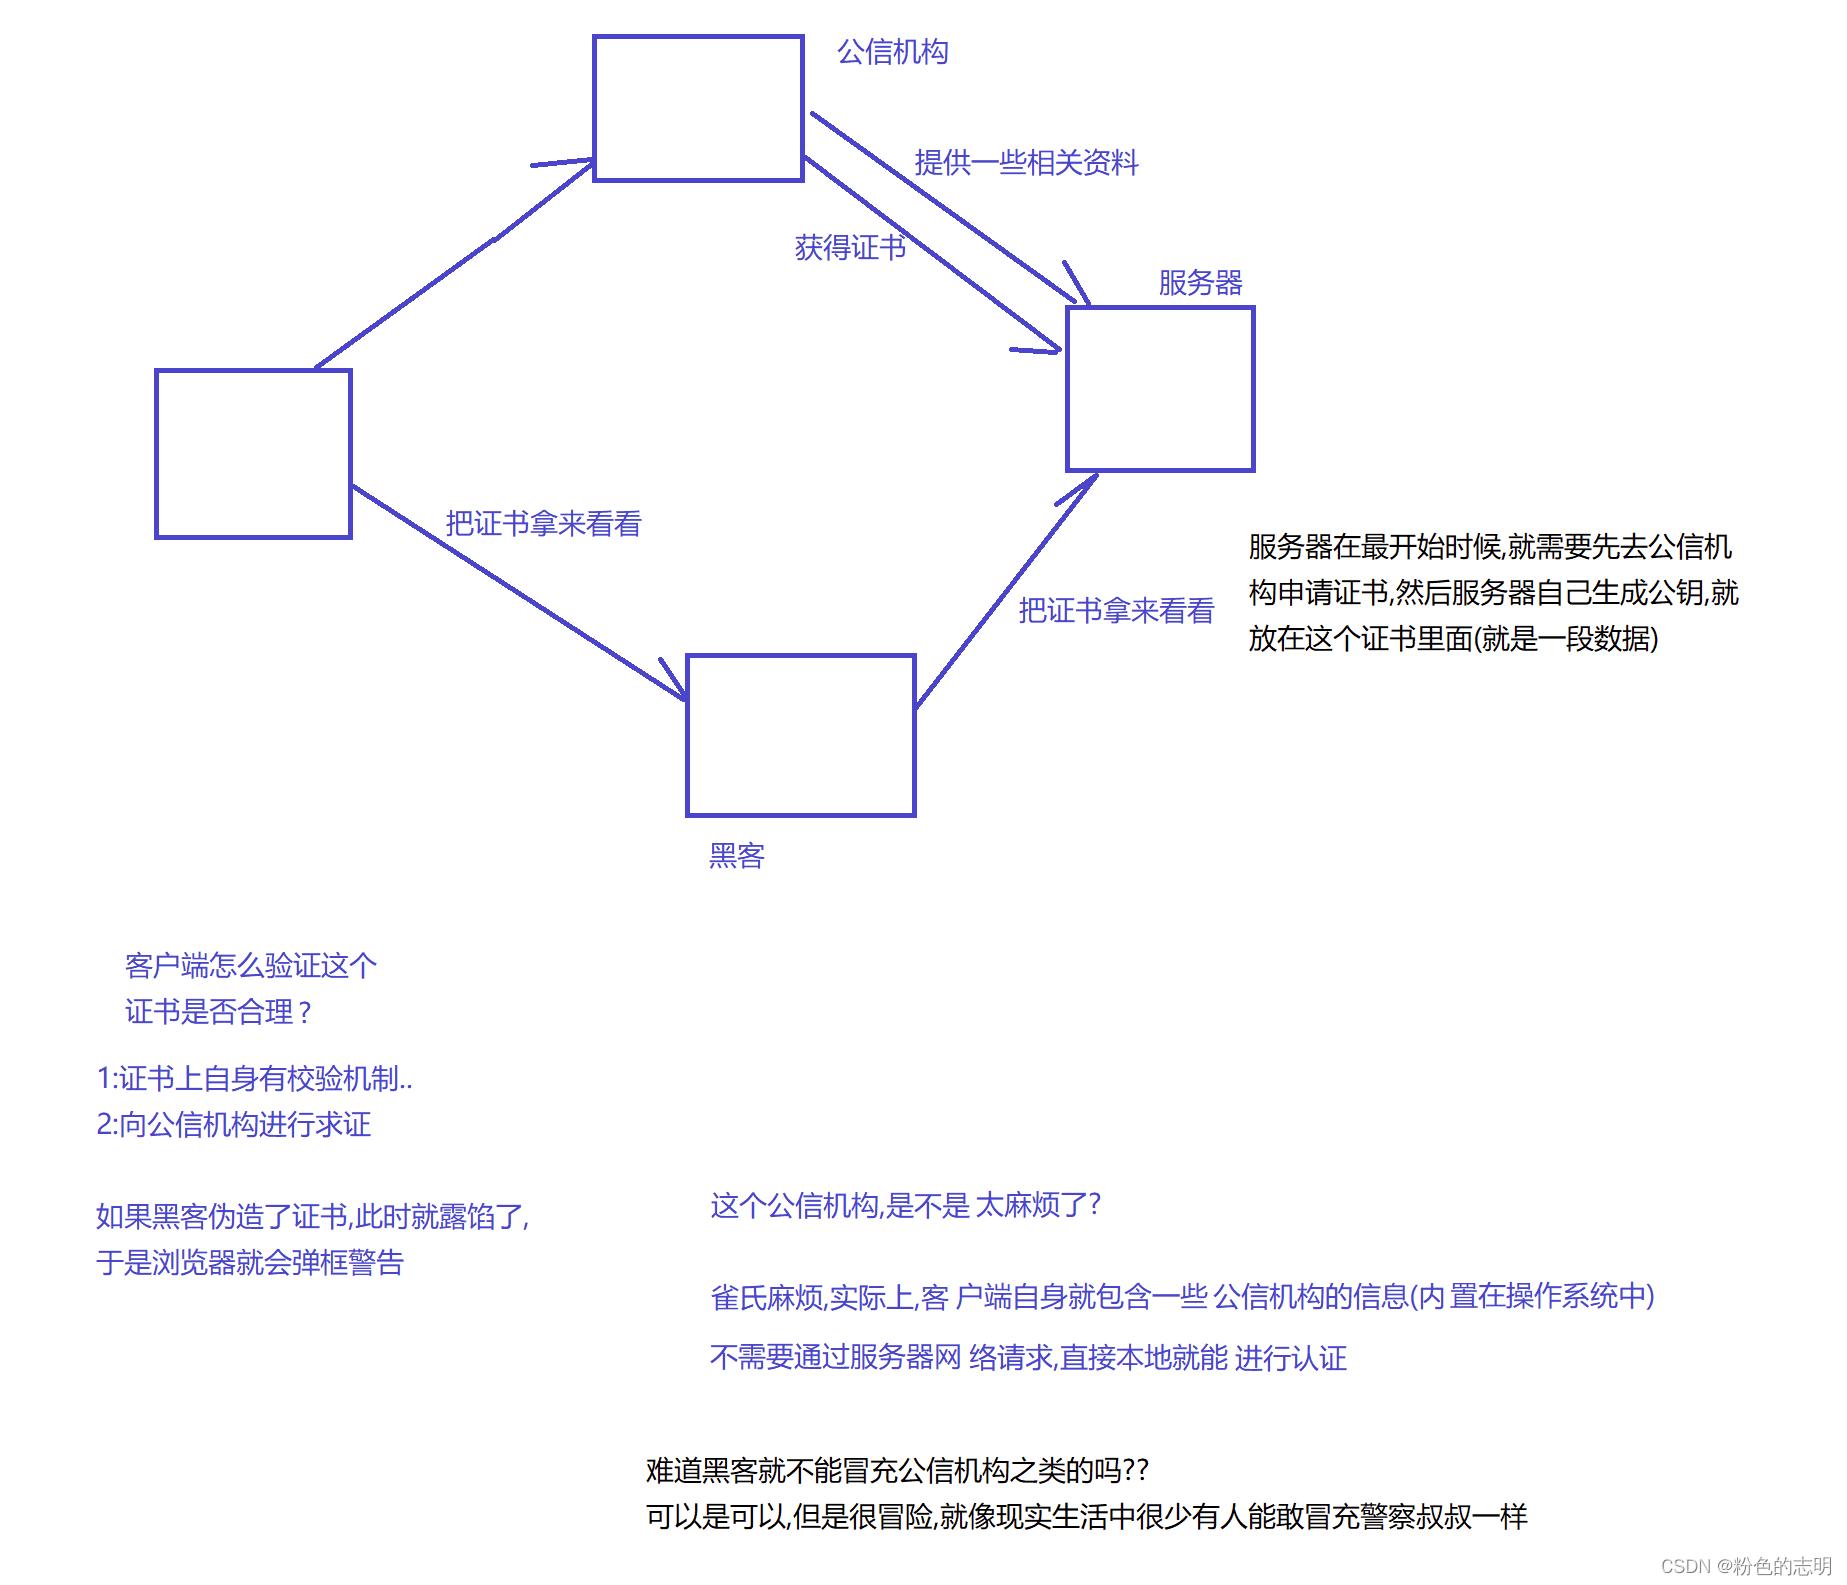 公信机构
提供一些相关资料
获得证书
服务器
把证书拿来看看
服务器在最开始时候,就需要先去公信机
构申请证书,然后服务器自己生成公钥,就
放在这个证书里面(就是一段数据)
把证书拿来看看
黑客
客户端怎么验证这个
证书是否合理?
1:证书上自身有校验机制..
2:向公信机构进行求证
如果黑客伪造了证书,此时就露馅了,
于是浏览器就会弹框警告
这个公信机构,是不是 太麻烦了?
雀氏麻烦,实际上,客 户端自身就包含一些 公信机构的信息(内 置在操作系统中)
不需要通过服务器网 络请求,直接本地就能 进行认证
难道黑客就不能冒充公信机构之类的吗??
可以是可以,但是很冒险,就像现实生活中很少有人能敢冒充警察叔叔一样
CSDN @粉色的志明